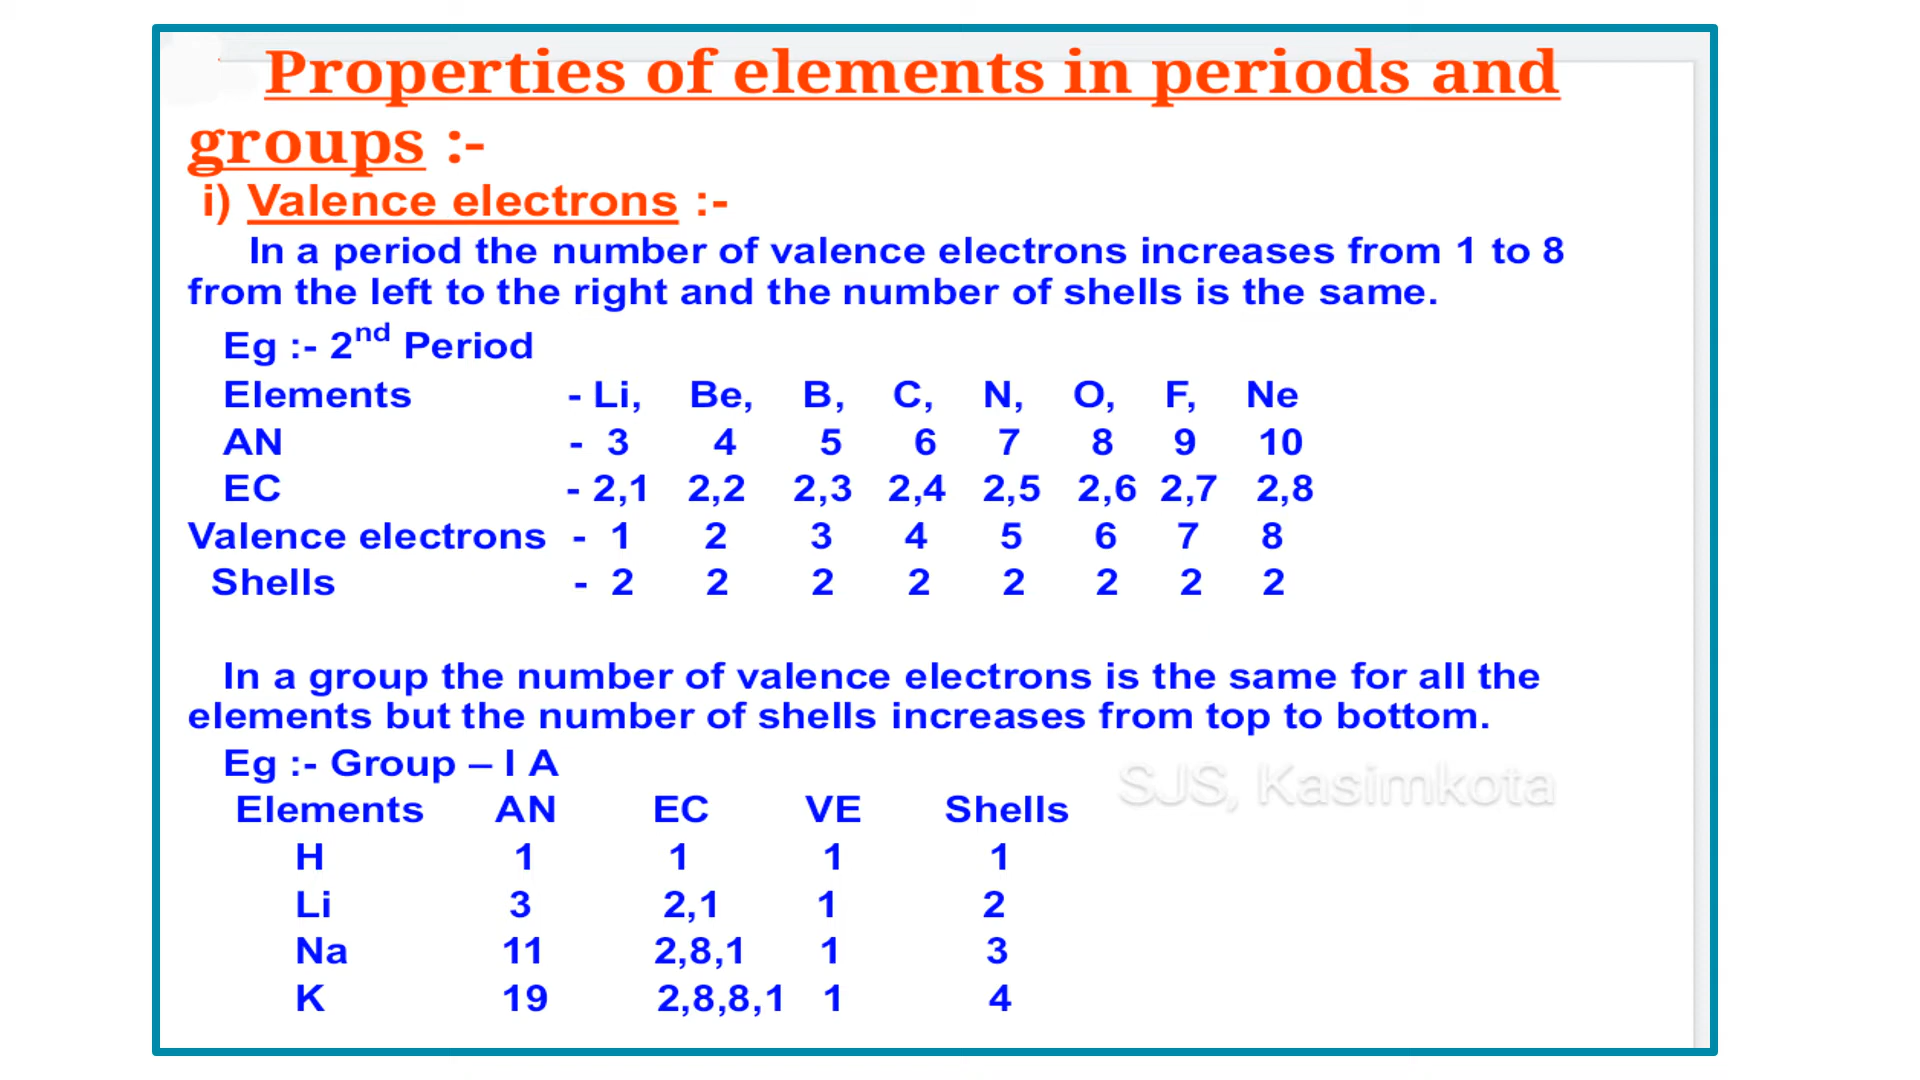 Properties of elements in periods and
groups :-
i) Valence electrons :-
In a period the number of valence electrons increases from 1 to 8
from the left to the right and the number of shells is the same.
Eg :- 2nd Period
Elements - Li, Be, B, C, N, O, F, Ne
AN - 3 4 5 6 7 8 9 10
EC - 2,1 2,2 2,3 2,4 2,5 2,6 2,7 2,8
Valence electrons - 1 2 3 4 5 6 7 8
Shells - 2 2 2 2 2 2 2 2
In a group the number of valence electrons is the same for all the
elements but the number of shells increases from top to bottom.
Eg :- Group – I A
SJS, Kasimkota
Elements AN EC VE Shells
H 1 1 1 1
Li 3 2,1 1 2
Na 11 2,8,1 1 3
K 19 2,8,8,1 1 4